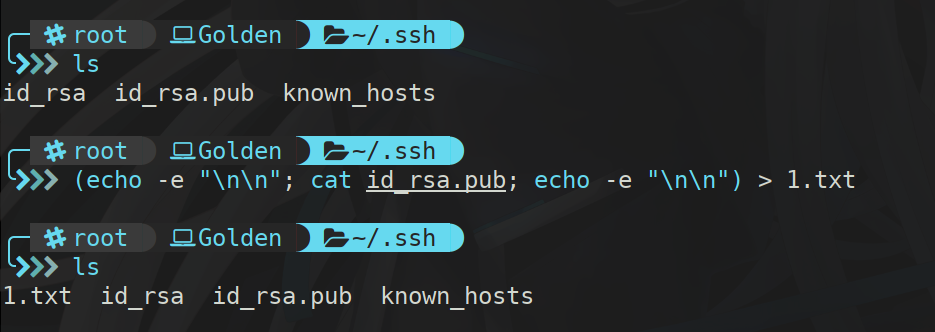 root Golden ~/.ssh
❯❯❯ ls
id_rsa  id_rsa.pub  known_hosts
root Golden ~/.ssh
❯❯❯ (echo -e "\n\n"; cat id_rsa.pub; echo -e "\n\n") > 1.txt
root Golden ~/.ssh
❯❯❯ ls
1.txt  id_rsa  id_rsa.pub  known_hosts